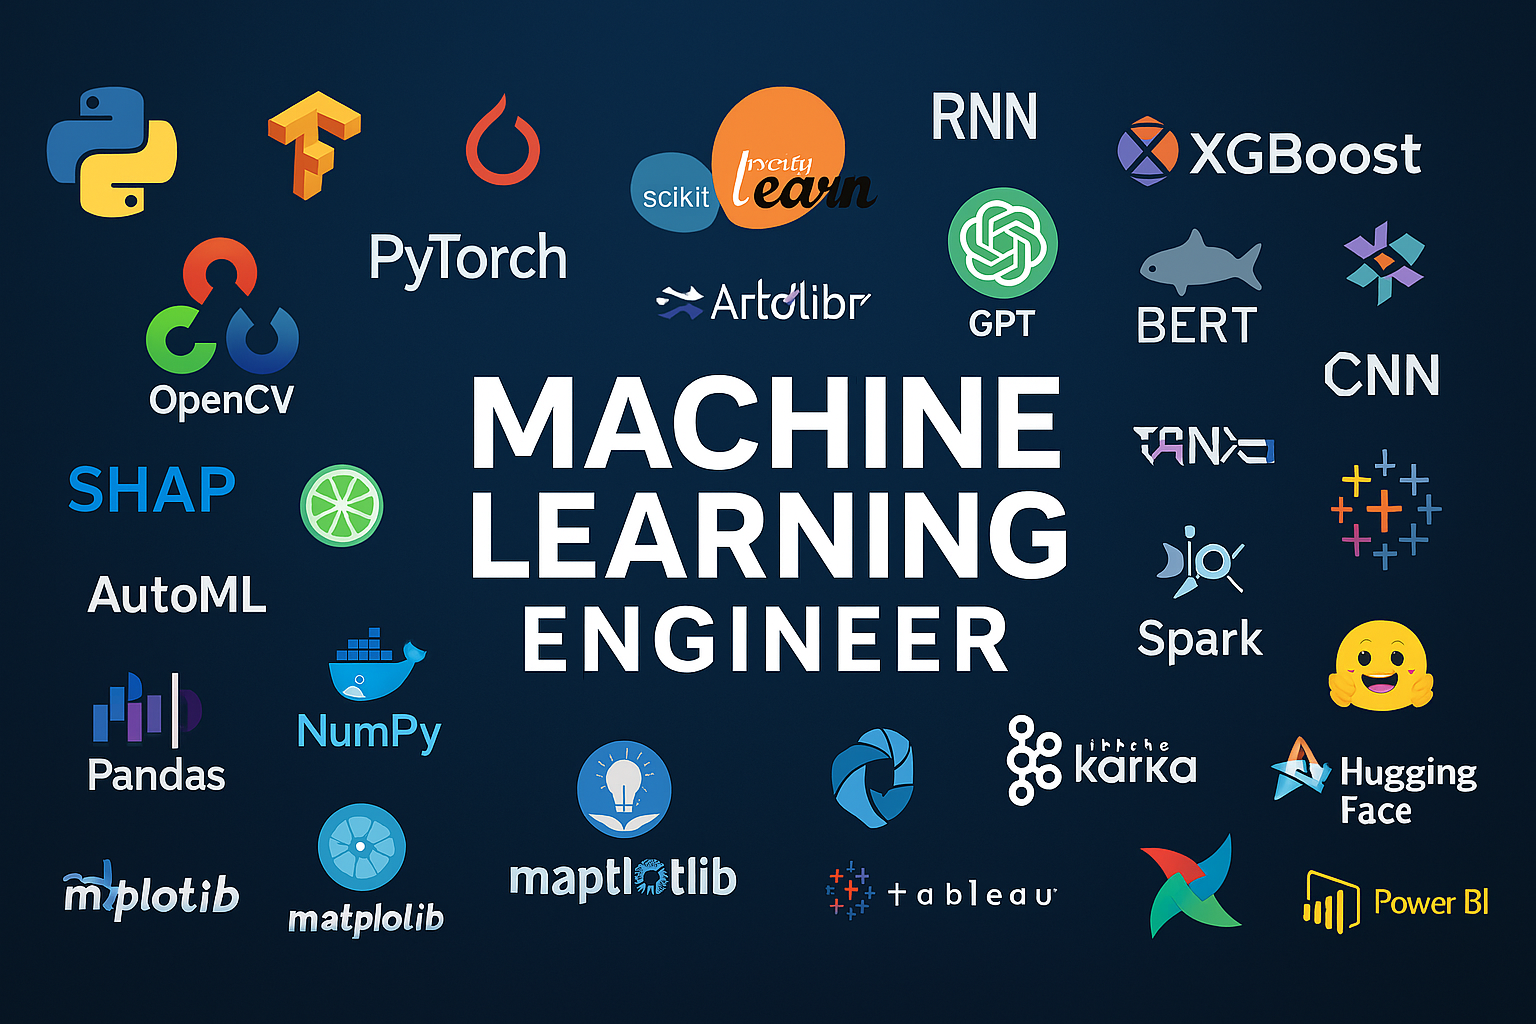 RNN
XGBoost
scikit
learn
PyTorch
GPT
BERT
CNN
OpenCV
MACHINE
LEARNING
ENGINEER
SHAP
AutoML
Spark
NumPy
Pandas
karka
Hugging
Face
maptlotlib
mplotib
matplolib
tableau
Power BI